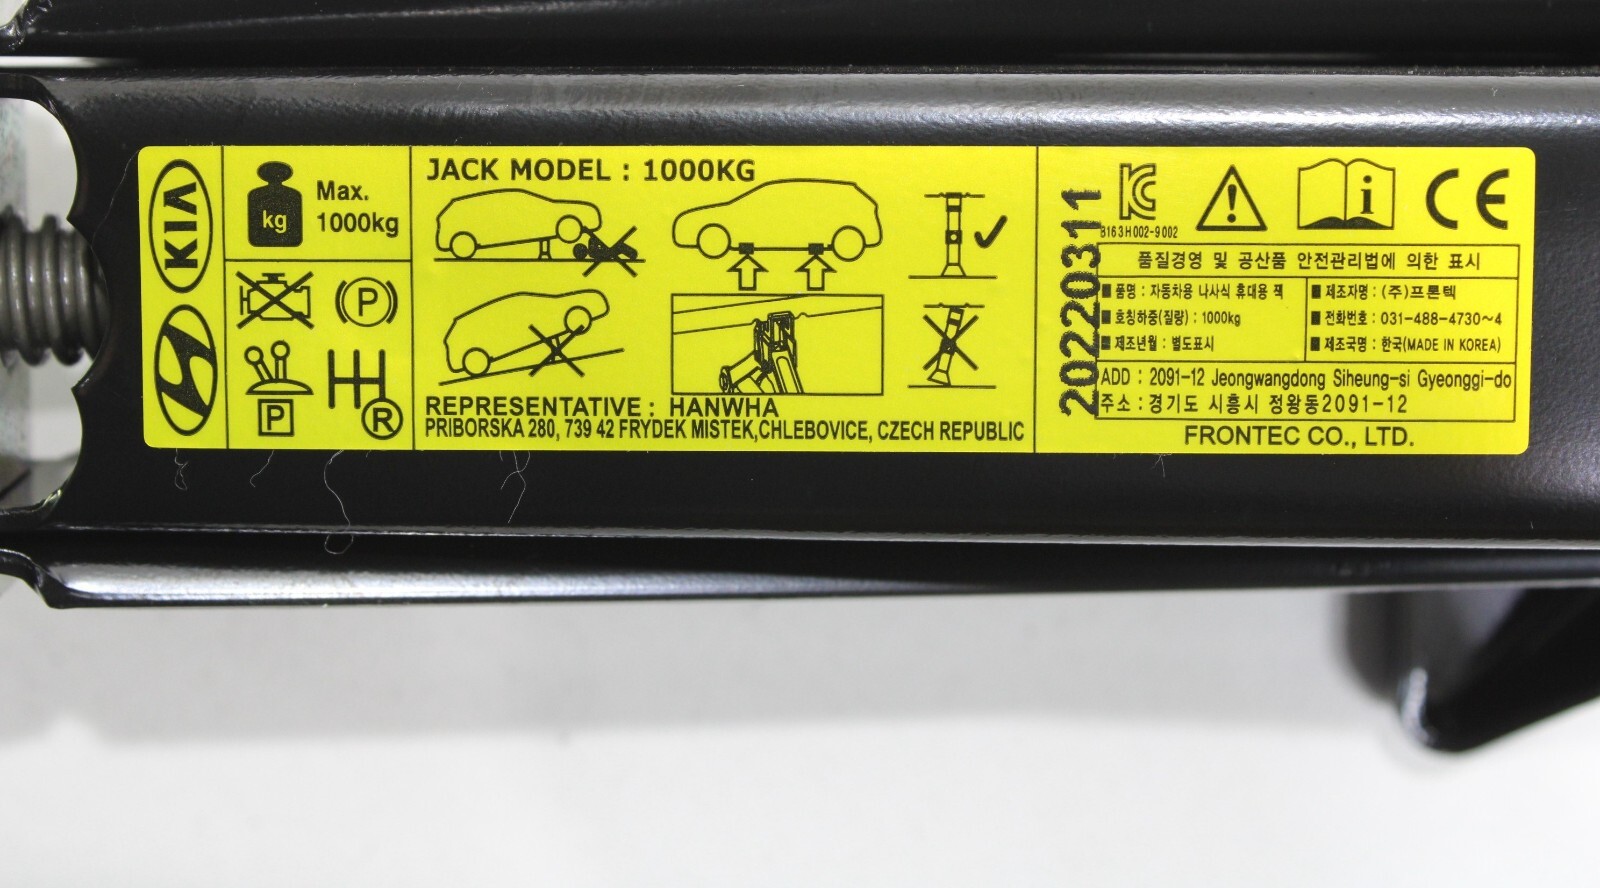 KIA
kg
Max.
1000kg
P
P
R
JACK MODEL : 1000KG
REPRESENTATIVE : HANWHA
PRIBORSKA 280, 739 42 FRYDEK MISTEK,CHLEBOVICE, CZECH REPUBLIC
20220311
KC
B163H002-9002
i
CE
품질경영 및 공산품 안전관리법에 의한 표시
■ 품명 : 자동차용 나사식 휴대용 잭
■ 제조자명 : (주)프론텍
■ 호칭하중(질량) : 1000kg
■ 전화번호 : 031-488-4730~4
■ 제조년월 : 별도표시
■ 제조국명 : 한국(MADE IN KOREA)
ADD : 2091-12 Jeongwangdong Siheung-si Gyeonggi-do
주소 : 경기도 시흥시 정왕동2091-12
FRONTEC CO., LTD.